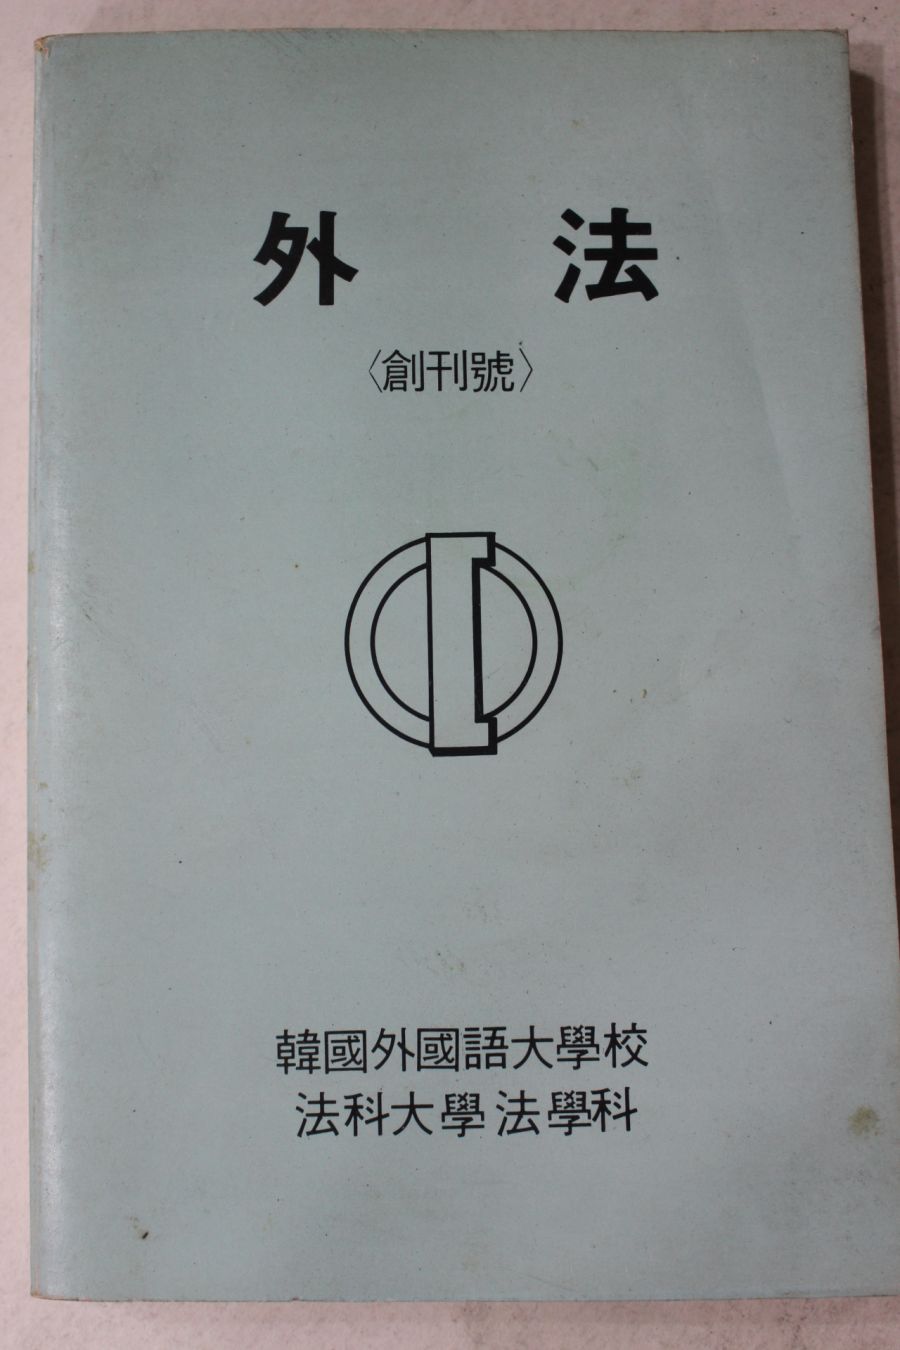 外 法
〈創刊號〉
韓國外國語大學校
法科大學 法學科